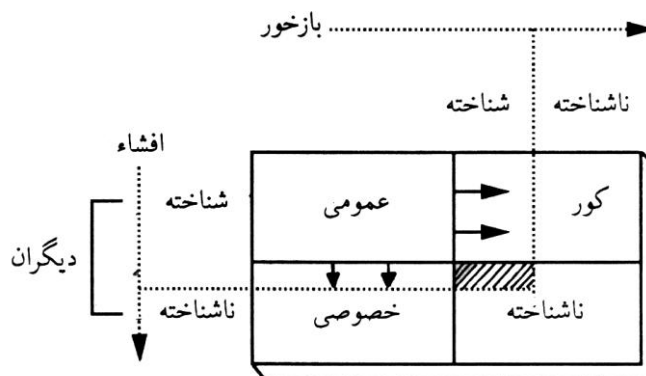 بازخور
ناشناخته
شناخته
افشاء
شناخته
عمومی
کور
دیگران
ناشناخته
خصوصی
ناشناخته